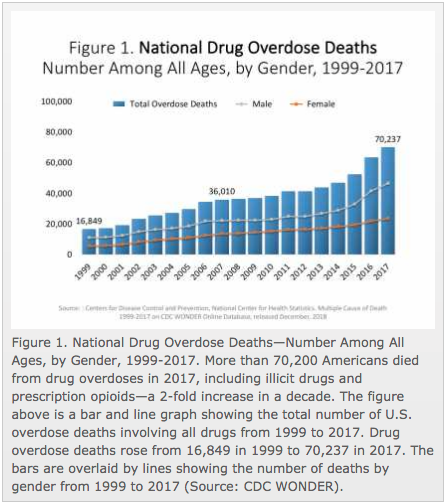 Figure 1. National Drug Overdose Deaths
Number Among All Ages, by Gender, 1999-2017
100,000
80,000
60,000
40,000
20,000
0
Total Overdose Deaths Male Female
16,849
36,010
70,237
1999 2000 2001 2002 2003 2004 2005 2006 2007 2008 2009 2010 2011 2012 2013 2014 2015 2016 2017
Source: : Centers for Disease Control and Prevention, National Center for Health Statistics. Multiple Cause of Death
1999-2017 on CDC WONDER Online Database, released December, 2018
Figure 1. National Drug Overdose Deaths—Number Among All
Ages, by Gender, 1999-2017. More than 70,200 Americans died
from drug overdoses in 2017, including illicit drugs and
prescription opioids—a 2-fold increase in a decade. The figure
above is a bar and line graph showing the total number of U.S.
overdose deaths involving all drugs from 1999 to 2017. Drug
overdose deaths rose from 16,849 in 1999 to 70,237 in 2017. The
bars are overlaid by lines showing the number of deaths by
gender from 1999 to 2017 (Source: CDC WONDER).